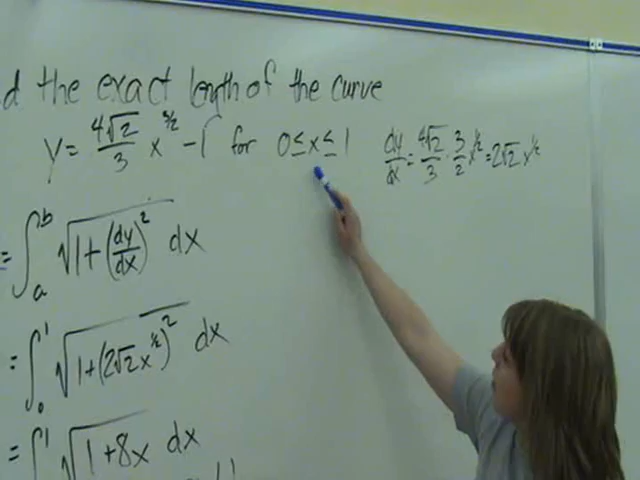 d the exact length of the curve
y = 4√2/3 x^3/2 - 1 for 0 ≤ x ≤ 1
dy/dx = 4√2/3 · 3/2 x^1/2 = 2√2 x^1/2
= ∫_a^b √(1+(dy/dx)^2) dx
= ∫_0^1 √(1+(2√2 x^1/2)^2) dx
= ∫^1 √(1+8x) dx